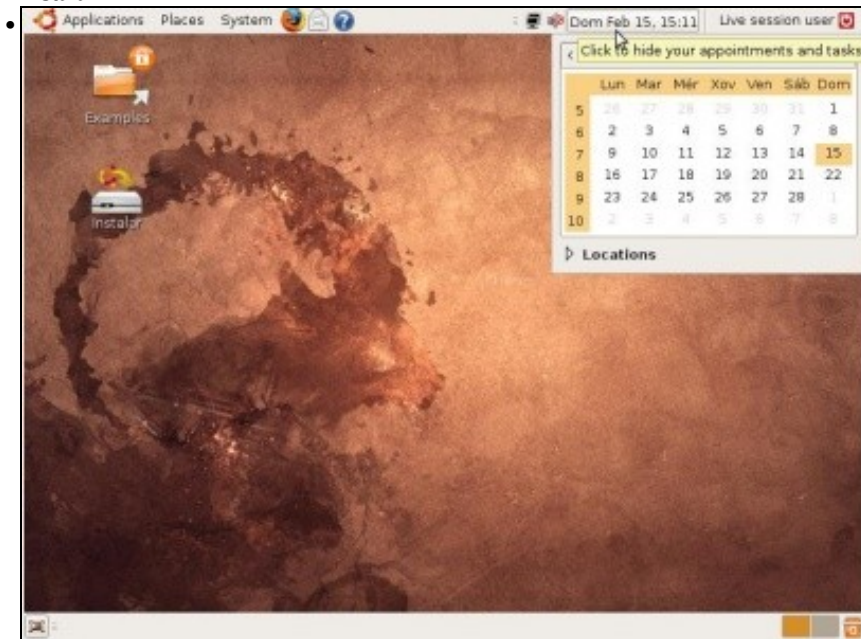 Applications Places System
Dom Feb 15, 15:11 Live session user
Click to hide your appointments and tasks
Lun Mar Mér Xov Ven Sáb Dom
5 26 27 28 29 30 31 1
6 2 3 4 5 6 7 8
7 9 10 11 12 13 14 15
8 16 17 18 19 20 21 22
9 23 24 25 26 27 28 1
10 2 3 4 5 6 7 8
Locations
Examples
Instalar